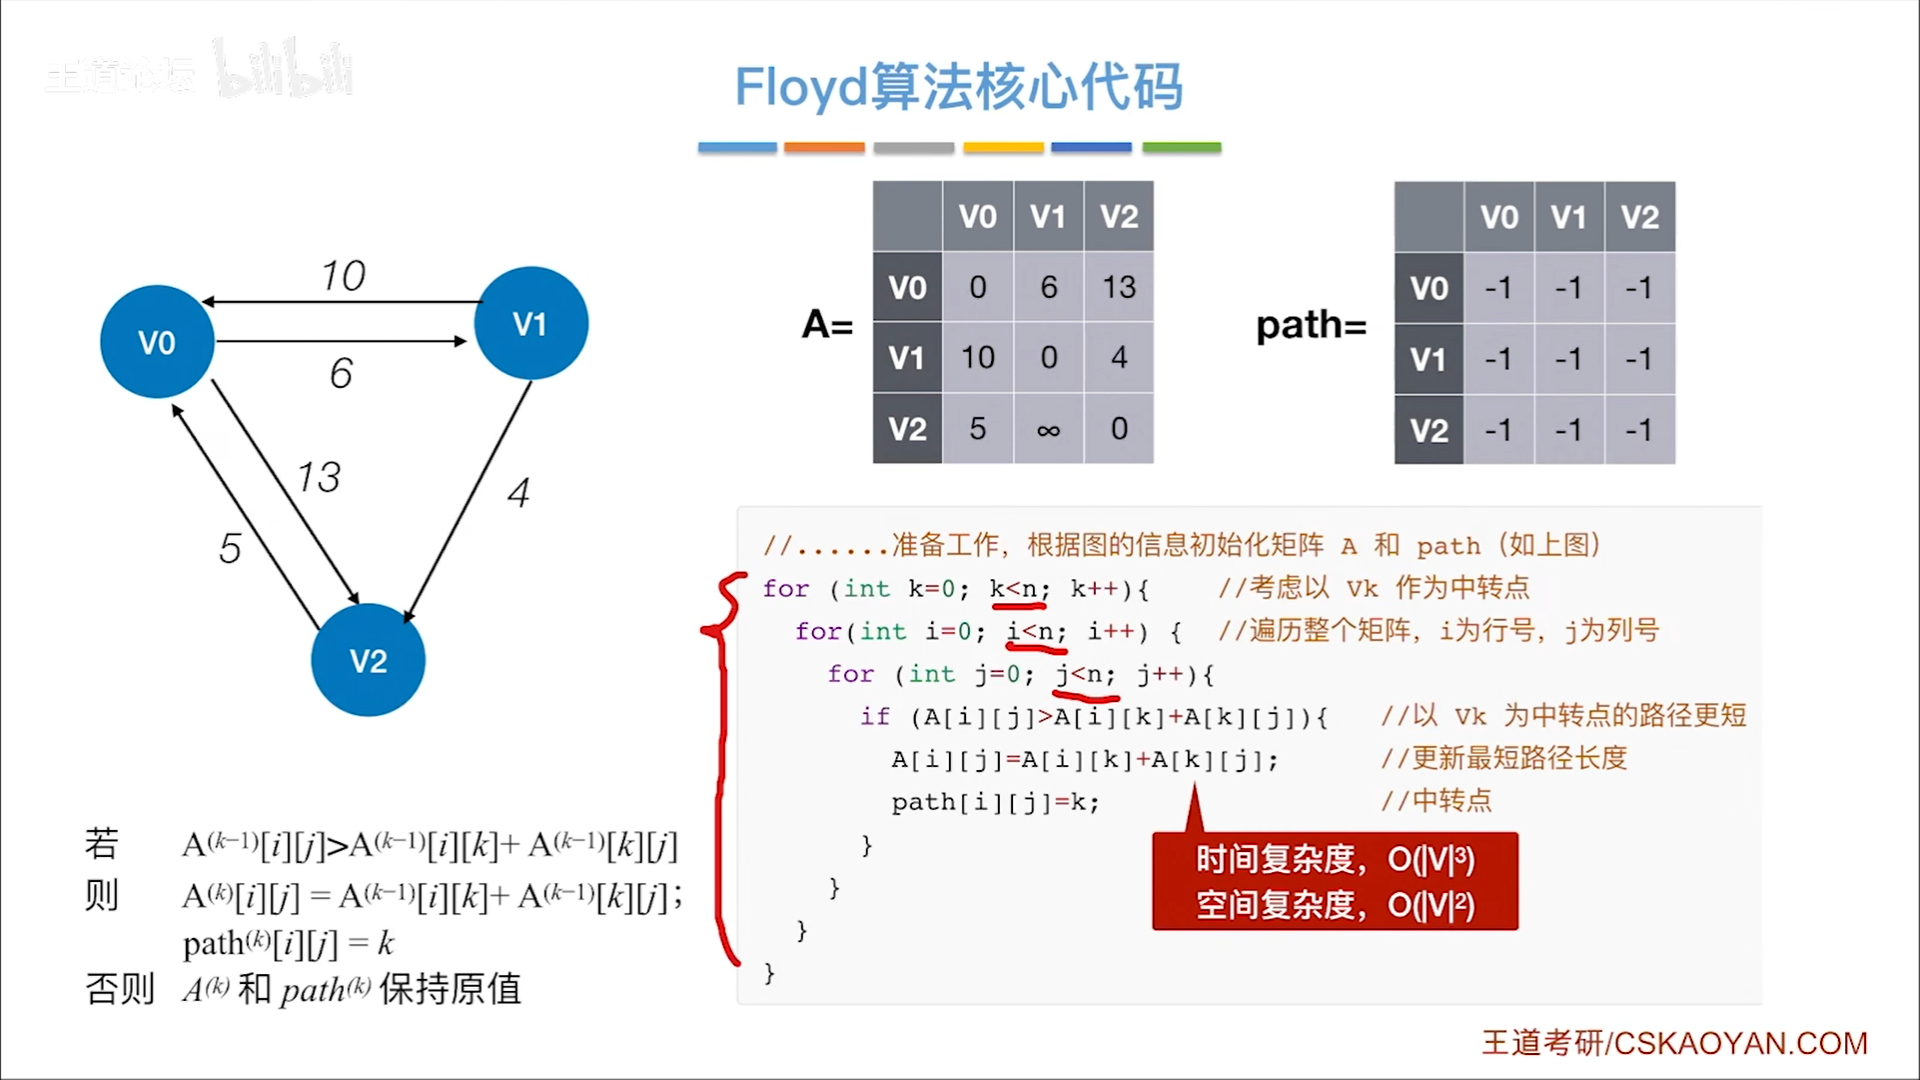 王道论坛 bilibili
Floyd算法核心代码
10
6
13
5
4
V0
V1
V2
A=
V0 V1 V2
V0 0 6 13
V1 10 0 4
V2 5 ∞ 0
path=
V0 V1 V2
V0 -1 -1 -1
V1 -1 -1 -1
V2 -1 -1 -1
//......准备工作，根据图的信息初始化矩阵 A 和 path（如上图）
for (int k=0; k<n; k++){ //考虑以 Vk 作为中转点
for(int i=0; i<n; i++) { //遍历整个矩阵，i为行号，j为列号
for (int j=0; j<n; j++){
if (A[i][j]>A[i][k]+A[k][j]){ //以 Vk 为中转点的路径更短
A[i][j]=A[i][k]+A[k][j]; //更新最短路径长度
path[i][j]=k; //中转点
}
}
}
}
时间复杂度，O(|V|³)
空间复杂度，O(|V|²)
若 A⁽ᵏ⁻¹⁾[i][j]>A⁽ᵏ⁻¹⁾[i][k]+ A⁽ᵏ⁻¹⁾[k][j]
则 A⁽ᵏ⁾[i][j] = A⁽ᵏ⁻¹⁾[i][k]+ A⁽ᵏ⁻¹⁾[k][j]；
path⁽ᵏ⁾[i][j] = k
否则 A⁽ᵏ⁾ 和 path⁽ᵏ⁾ 保持原值
王道考研/CSKAOYAN.COM